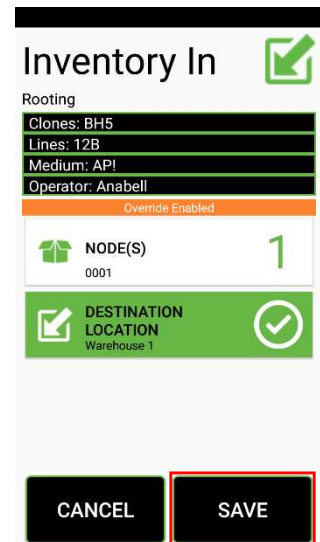 Inventory In
Rooting
Clones: BH5
Lines: 12B
Medium: AP!
Operator: Anabell
Override Enabled
NODE(S)
1
0001
DESTINATION
LOCATION
Warehouse 1
CANCEL
SAVE